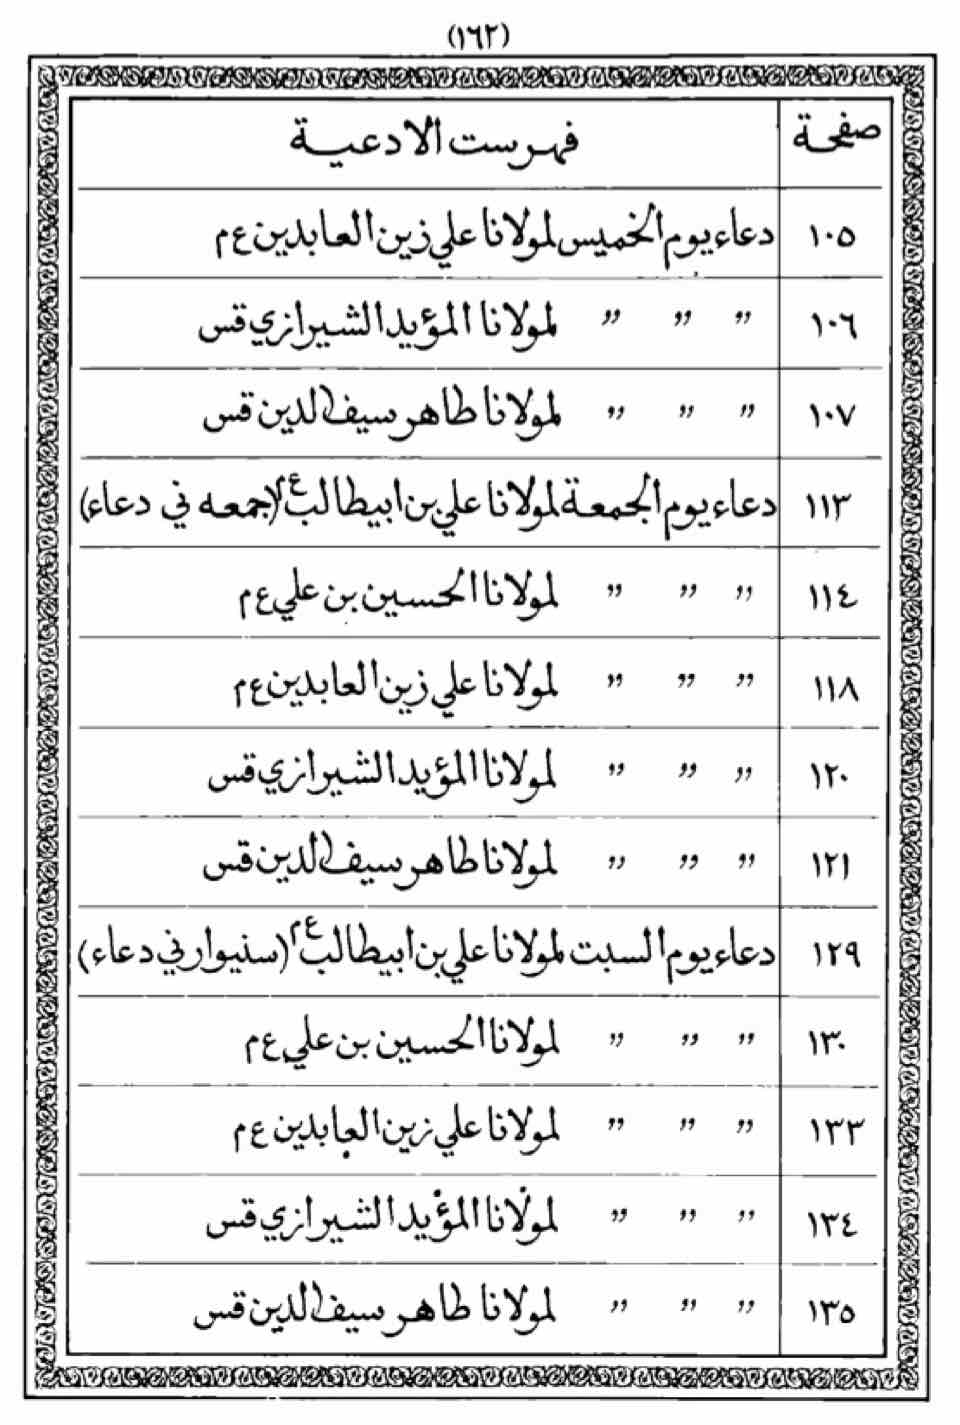 (١٦٢)
صفحة فهرست الادعية
١٠٥ دعاء يوم الخميس لمولانا علي زين العابدين ع م
١٠٦ " " " لمولانا المؤيد الشيرازي قس
١٠٧ " " " لمولانا طاهر سيف الدين قس
١١٣ دعاء يوم الجمعة لمولانا علي بن ابيطالب ع م (جمعه ني دعاء)
١١٤ " " " لمولانا الحسين بن علي ع م
١١٨ " " " لمولانا علي زين العابدين ع م
١٢٠ " " " لمولانا المؤيد الشيرازي قس
١٢١ " " " لمولانا طاهر سيف الدين قس
١٢٩ دعاء يوم السبت لمولانا علي بن ابيطالب ع م (سنيوار ني دعاء)
١٣٠ " " " لمولانا الحسين بن علي ع م
١٣٣ " " " لمولانا علي زين العابدين ع م
١٣٤ " " " لمولانا المؤيد الشيرازي قس
١٣٥ " " " لمولانا طاهر سيف الدين قس